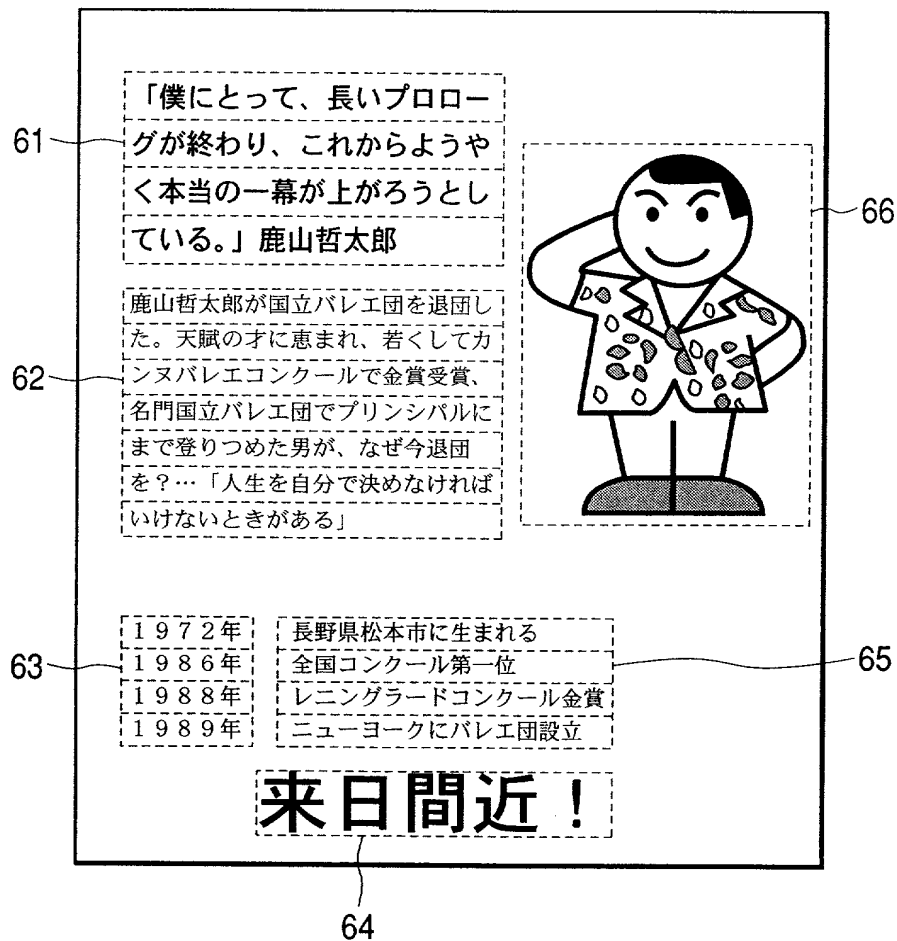 「僕にとって、長いプロロー
グが終わり、これからようや
く本当の一幕が上がろうとし
ている。」鹿山哲太郎
61
66
鹿山哲太郎が国立バレエ団を退団し
た。天賦の才に恵まれ、若くしてカ
ンヌバレエコンクールで金賞受賞、
名門国立バレエ団でプリンシパルに
まで登りつめた男が、なぜ今退団
を？…「人生を自分で決めなければ
いけないときがある」
62
1972年 長野県松本市に生まれる
1986年 全国コンクール第一位
1988年 レニングラードコンクール金賞
1989年 ニューヨークにバレエ団設立
63
65
来日間近！
64